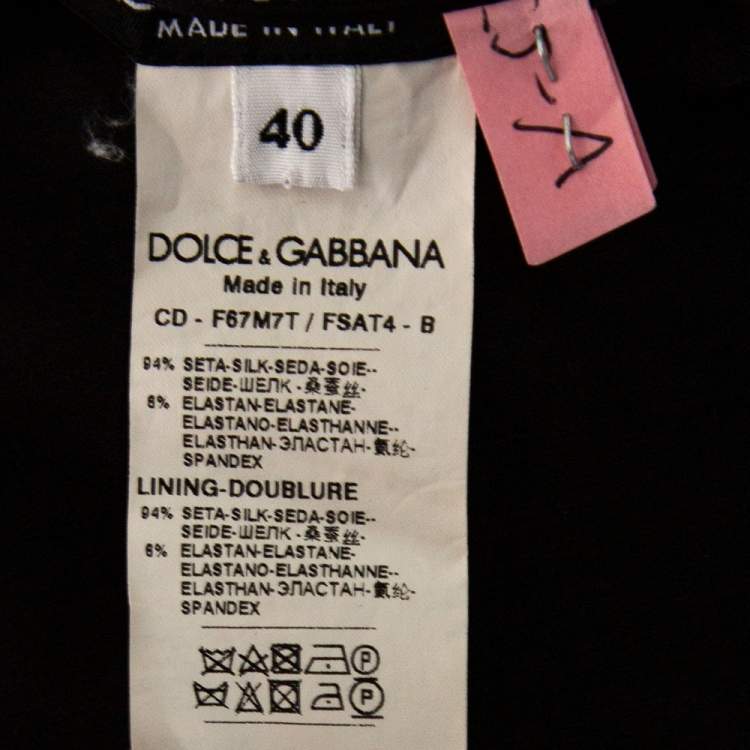 MADE IN ITALY
40
5-A
DOLCE & GABBANA
Made in Italy
CD - F67M7T / FSAT4 - B
94% SETA-SILK-SEDA-SOIE--
SEIDE-ШЕЛК -桑蚕丝-
6% ELASTAN-ELASTANE-
ELASTANO-ELASTHANNE--
ELASTHAN-ЭЛАСТАН-氨纶-
SPANDEX
LINING-DOUBLURE
94% SETA-SILK-SEDA-SOIE--
SEIDE-ШЕЛК -桑蚕丝-
6% ELASTAN-ELASTANE-
ELASTANO-ELASTHANNE--
ELASTHAN-ЭЛАСТАН-氨纶-
SPANDEX
P
P